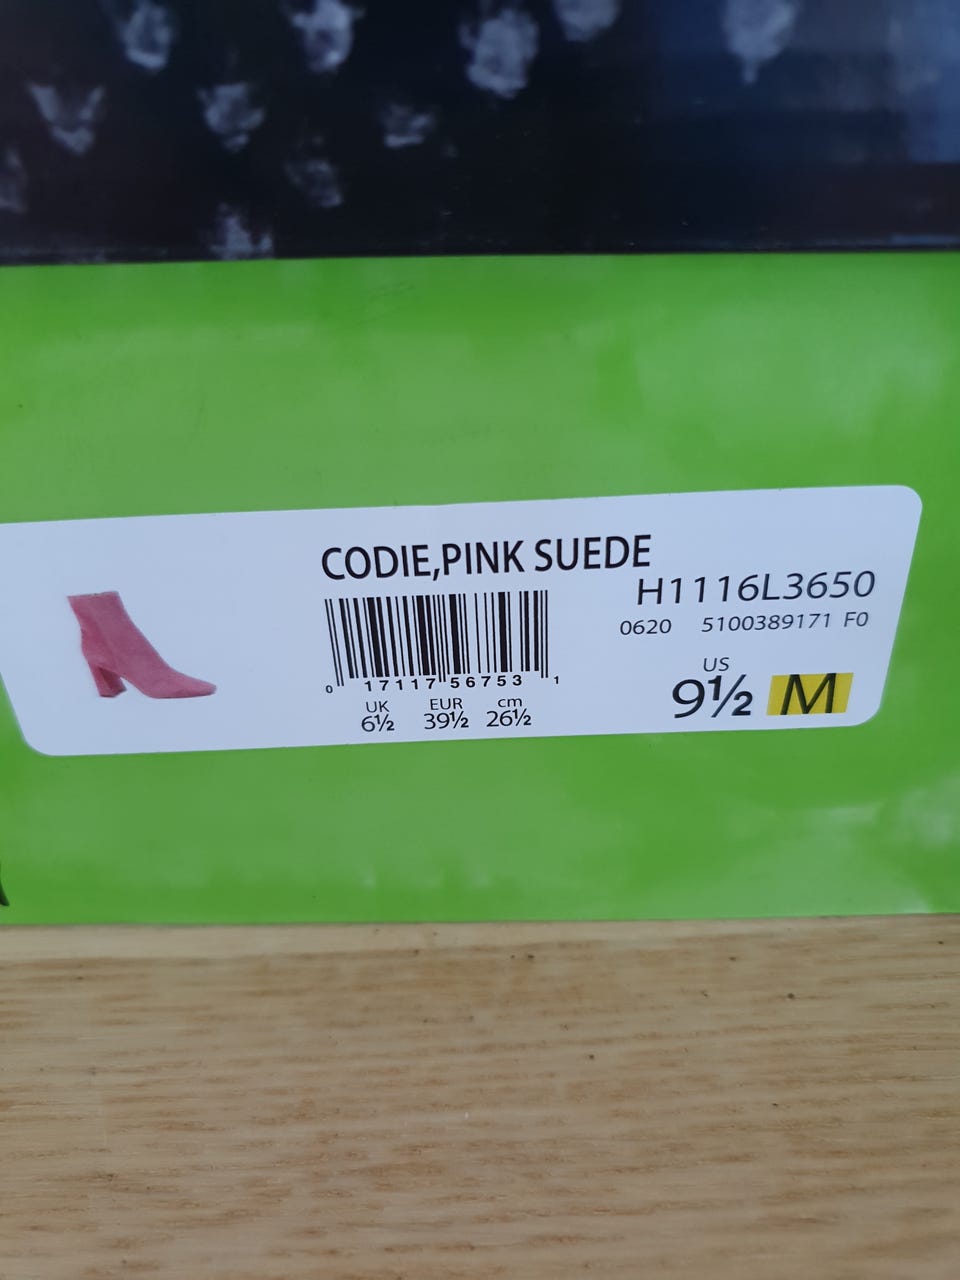 CODIE,PINK SUEDE
H1116L3650
0620 5100389171 F0
0 17117 56753 1
UK EUR cm
6½ 39½ 26½
US
9½ M